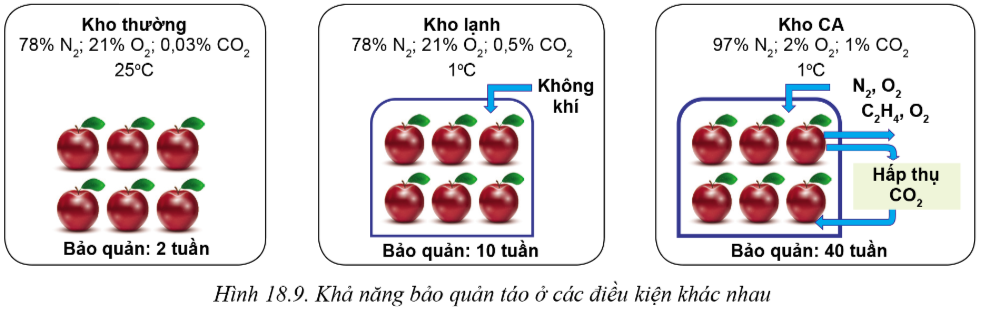 Kho thường
78% N₂; 21% O₂; 0,03% CO₂
25°C
Bảo quản: 2 tuần
Kho lạnh
78% N₂; 21% O₂; 0,5% CO₂
1°C
Không
khí
Bảo quản: 10 tuần
Kho CA
97% N₂; 2% O₂; 1% CO₂
1°C
N₂, O₂
C₂H₄, O₂
Hấp thụ
CO₂
Bảo quản: 40 tuần
Hình 18.9. Khả năng bảo quản táo ở các điều kiện khác nhau